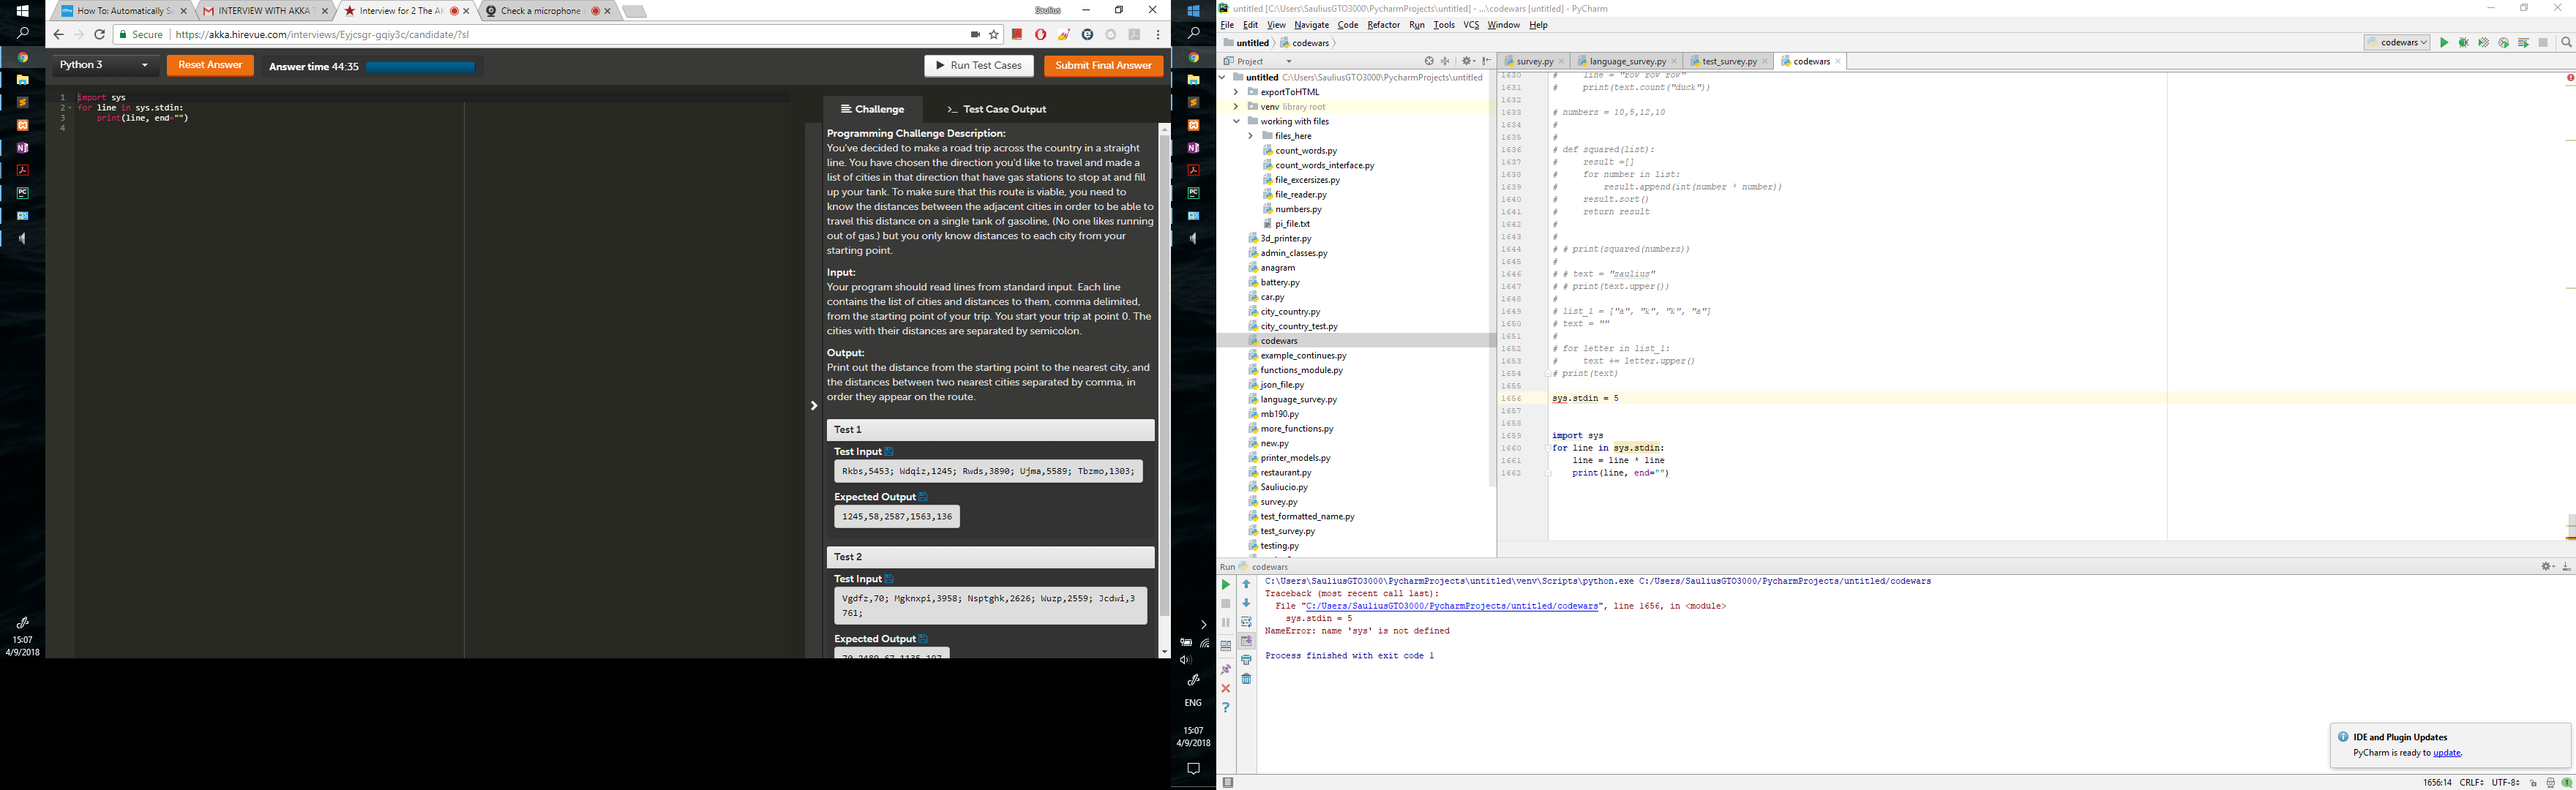 How To: Automatically S
INTERVIEW WITH AKKA
Interview for 2 The A
Check a microphone
Saulius
Secure
https://akka.hirevue.com/interviews/Eyjcsgr-gqiy3c/candidate/?sl
Python 3
Reset Answer
Answer time 44:35
Run Test Cases
Submit Final Answer
1 import sys
2 for line in sys.stdin:
3     print(line, end="")
4
Challenge
>_ Test Case Output
Programming Challenge Description:
You've decided to make a road trip across the country in a straight
line. You have chosen the direction you'd like to travel and made a
list of cities in that direction that have gas stations to stop at and fill
up your tank. To make sure that this route is viable, you need to
know the distances between the adjacent cities in order to be able to
travel this distance on a single tank of gasoline, (No one likes running
out of gas.) but you only know distances to each city from your
starting point.
Input:
Your program should read lines from standard input. Each line
contains the list of cities and distances to them, comma delimited,
from the starting point of your trip. You start your trip at point 0. The
cities with their distances are separated by semicolon.
Output:
Print out the distance from the starting point to the nearest city, and
the distances between two nearest cities separated by comma, in
order they appear on the route.
Test 1
Test Input
Rkbs,5453; Wdqiz,1245; Rwds,3890; Ujma,5589; Tbzmo,1303;
Expected Output
1245,58,2587,1563,136
Test 2
Test Input
Vgdfz,70; Mgknxpi,3958; Nsptghk,2626; Wuzp,2559; Jcdwi,3
761;
Expected Output
70,2489,67,1135,197
15:07
4/9/2018
ENG
15:07
4/9/2018
untitled [C:\Users\SauliusGTO3000\PycharmProjects\untitled] - ...\codewars [untitled] - PyCharm
File Edit View Navigate Code Refactor Run Tools VCS Window Help
untitled
codewars
codewars
Project
survey.py
language_survey.py
test_survey.py
codewars
untitled C:\Users\SauliusGTO3000\PycharmProjects\untitled
exportToHTML
venv library root
working with files
files_here
count_words.py
count_words_interface.py
file_excersizes.py
file_reader.py
numbers.py
pi_file.txt
3d_printer.py
admin_classes.py
anagram
battery.py
car.py
city_country.py
city_country_test.py
codewars
example_continues.py
functions_module.py
json_file.py
language_survey.py
mb190.py
more_functions.py
new.py
printer_models.py
restaurant.py
Sauliucio.py
survey.py
test_formatted_name.py
test_survey.py
testing.py
1630 #     line = "row row row"
1631 #     print(text.count("duck"))
1632
1633 # numbers = 10,5,12,10
1634 #
1635 #
1636 # def squared(list):
1637 #     result =[]
1638 #     for number in list:
1639 #         result.append(int(number * number))
1640 #     result.sort()
1641 #     return result
1642 #
1643 #
1644 # # print(squared(numbers))
1645 #
1646 # # text = "saulius"
1647 # # print(text.upper())
1648 #
1649 # list_1 = ["a", "k", "k", "a"]
1650 # text = ""
1651 #
1652 # for letter in list_1:
1653 #     text += letter.upper()
1654 # print(text)
1655
1656 sys.stdin = 5
1657
1658
1659 import sys
1660 for line in sys.stdin:
1661     line = line * line
1662     print(line, end="")
Run codewars
C:\Users\SauliusGTO3000\PycharmProjects\untitled\venv\Scripts\python.exe C:/Users/SauliusGTO3000/PycharmProjects/untitled/codewars
Traceback (most recent call last):
File "C:/Users/SauliusGTO3000/PycharmProjects/untitled/codewars", line 1656, in <module>
sys.stdin = 5
NameError: name 'sys' is not defined
Process finished with exit code 1
IDE and Plugin Updates
PyCharm is ready to update.
1656:14 CRLF UTF-8